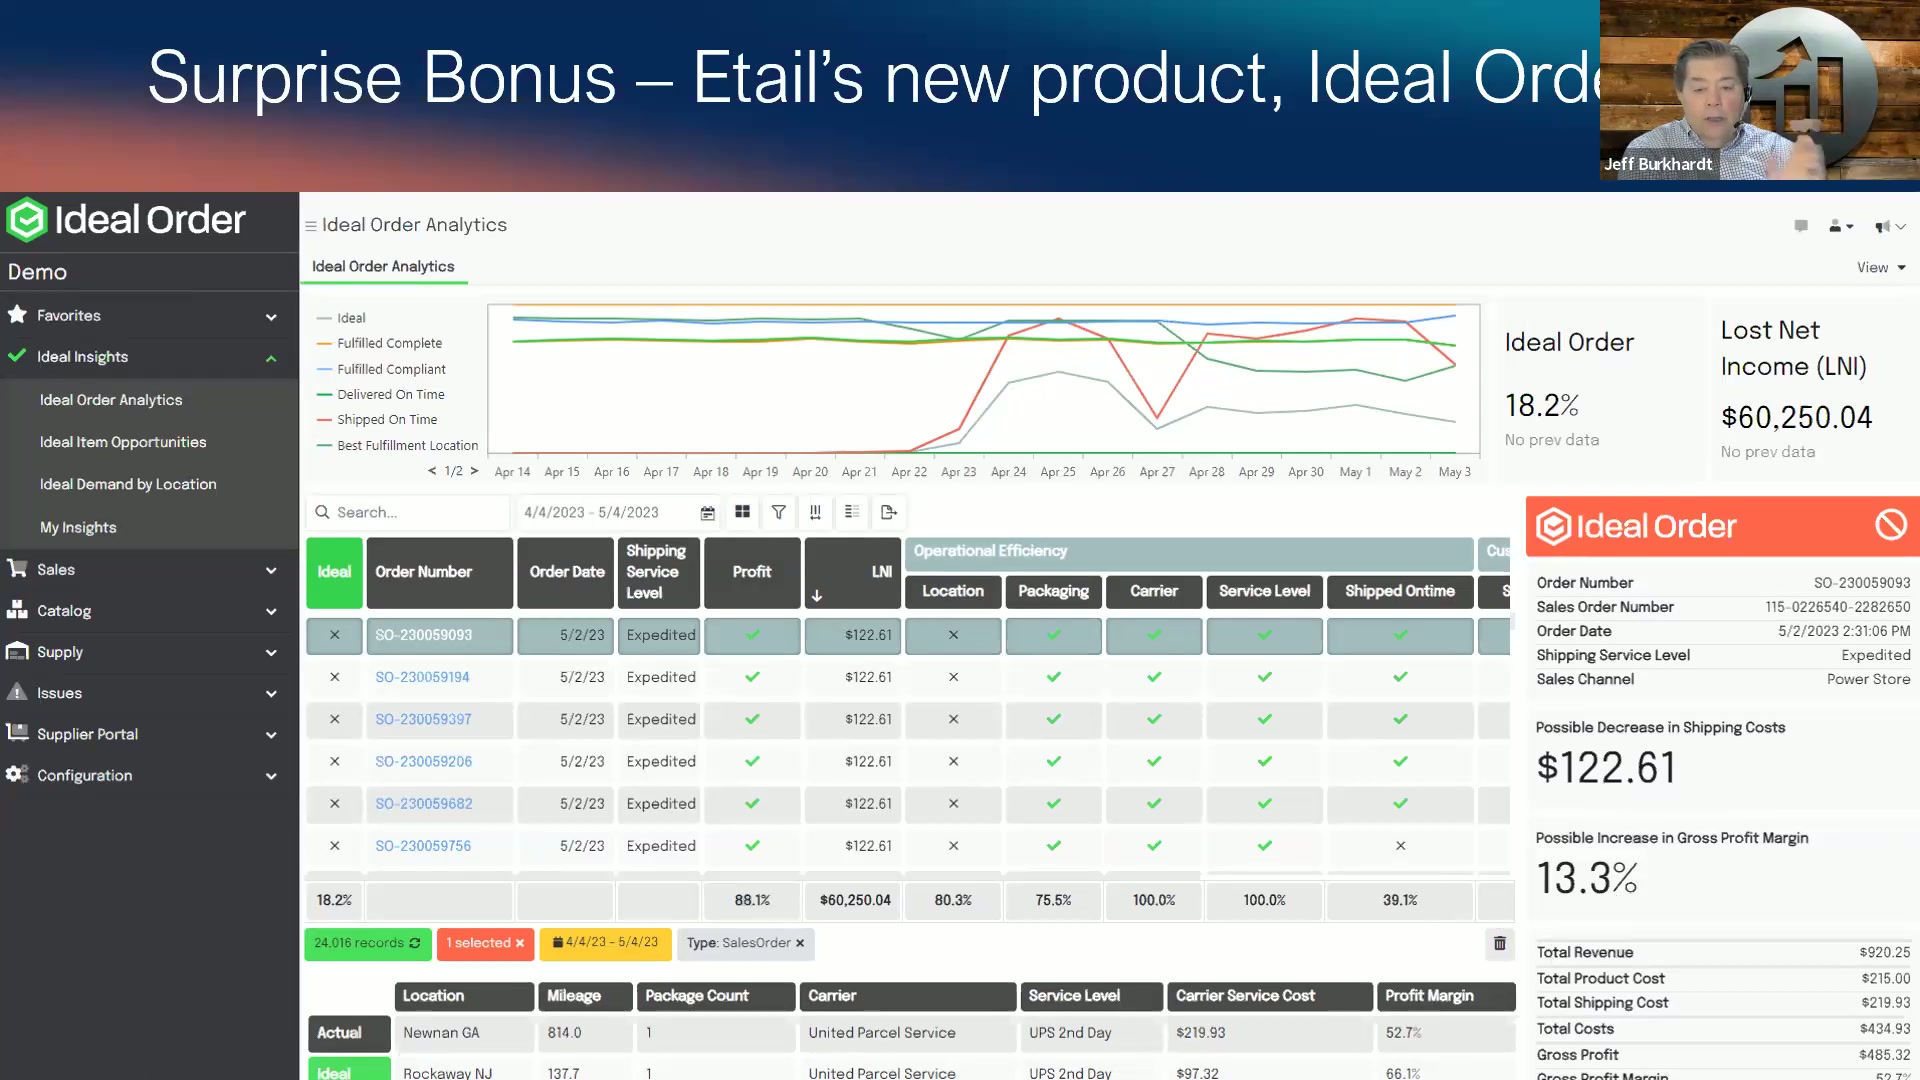 Surprise Bonus – Etail's new product, Ideal Orde
Jeff Burkhardt
Ideal Order
Demo
Favorites
Ideal Insights
Ideal Order Analytics
Ideal Item Opportunities
Ideal Demand by Location
My Insights
Sales
Catalog
Supply
Issues
Supplier Portal
Configuration
Ideal Order Analytics
Ideal Order Analytics
View
Ideal
Fulfilled Complete
Fulfilled Compliant
Delivered On Time
Shipped On Time
Best Fulfillment Location
< 1/2 >
Apr 14 Apr 15 Apr 16 Apr 17 Apr 18 Apr 19 Apr 20 Apr 21 Apr 22 Apr 23 Apr 24 Apr 25 Apr 26 Apr 27 Apr 28 Apr 29 Apr 30 May 1 May 2 May 3
Ideal Order
18.2%
No prev data
Lost Net
Income (LNI)
$60,250.04
No prev data
Search... 4/4/2023 - 5/4/2023
Operational Efficiency Cus
Ideal Order Number Order Date Shipping Service Level Profit LNI Location Packaging Carrier Service Level Shipped Ontime S
× SO-230059093 5/2/23 Expedited ✓ $122.61 × ✓ ✓ ✓ ✓
× SO-230059194 5/2/23 Expedited ✓ $122.61 × ✓ ✓ ✓ ✓
× SO-230059397 5/2/23 Expedited ✓ $122.61 × ✓ ✓ ✓ ✓
× SO-230059206 5/2/23 Expedited ✓ $122.61 × ✓ ✓ ✓ ✓
× SO-230059682 5/2/23 Expedited ✓ $122.61 × ✓ ✓ ✓ ✓
× SO-230059756 5/2/23 Expedited ✓ $122.61 × ✓ ✓ ✓ ×
18.2% 88.1% $60,250.04 80.3% 75.5% 100.0% 100.0% 39.1%
24,016 records 1 selected × 4/4/23 - 5/4/23 Type: SalesOrder ×
Location Mileage Package Count Carrier Service Level Carrier Service Cost Profit Margin
Actual Newnan GA 814.0 1 United Parcel Service UPS 2nd Day $219.93 52.7%
Ideal Rockaway NJ 137.7 1 United Parcel Service UPS 2nd Day $97.32 66.1%
Ideal Order
Order Number SO-230059093
Sales Order Number 115-0226540-2282650
Order Date 5/2/2023 2:31:06 PM
Shipping Service Level Expedited
Sales Channel Power Store
Possible Decrease in Shipping Costs
$122.61
Possible Increase in Gross Profit Margin
13.3%
Total Revenue $920.25
Total Product Cost $215.00
Total Shipping Cost $219.93
Total Costs $434.93
Gross Profit $485.32
Gross Profit Margin 52.7%